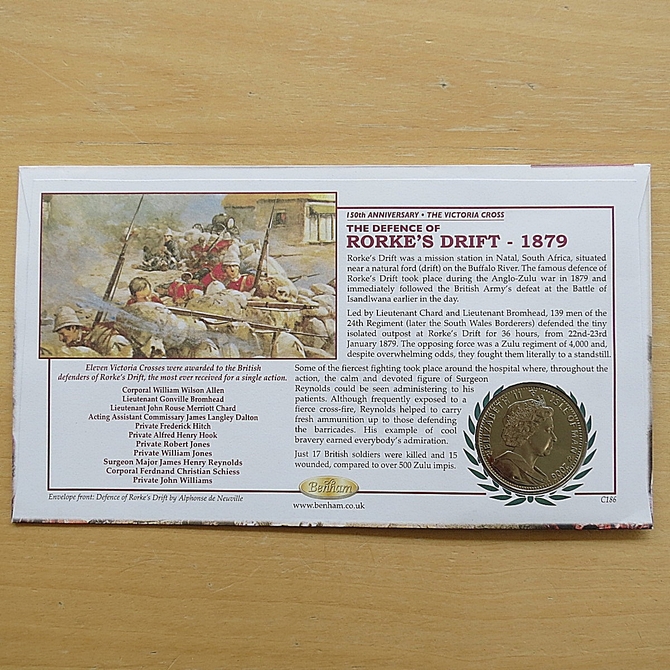 150th ANNIVERSARY • THE VICTORIA CROSS
THE DEFENCE OF
RORKE'S DRIFT - 1879
Rorke's Drift was a mission station in Natal, South Africa, situated
near a natural ford (drift) on the Buffalo River. The famous defence of
Rorke's Drift took place during the Anglo-Zulu war in 1879 and
immediately followed the British Army's defeat at the Battle of
Isandlwana earlier in the day.
Led by Lieutenant Chard and Lieutenant Bromhead, 139 men of the
24th Regiment (later the South Wales Borderers) defended the tiny
isolated outpost at Rorke's Drift for 36 hours, from 22nd-23rd
January 1879. The opposing force was a Zulu regiment of 4,000 and,
despite overwhelming odds, they fought them literally to a standstill.
Some of the fiercest fighting took place around the hospital where, throughout the
action, the calm and devoted figure of Surgeon
Reynolds could be seen administering to his
patients. Although frequently exposed to a
fierce cross-fire, Reynolds helped to carry
fresh ammunition up to those defending
the barricades. His example of cool
bravery earned everybody's admiration.
Just 17 British soldiers were killed and 15
wounded, compared to over 500 Zulu impis.
Eleven Victoria Crosses were awarded to the British
defenders of Rorke's Drift, the most ever received for a single action.
Corporal William Wilson Allen
Lieutenant Gonville Bromhead
Lieutenant John Rouse Merriott Chard
Acting Assistant Commissary James Langley Dalton
Private Frederick Hitch
Private Alfred Henry Hook
Private Robert Jones
Private William Jones
Surgeon Major James Henry Reynolds
Corporal Ferdnand Christian Schiess
Private John Williams
Envelope front: Defence of Rorke's Drift by Alphonse de Neuville
Benham
www.benham.co.uk
ELIZABETH II ISLE OF MAN 2006
C186